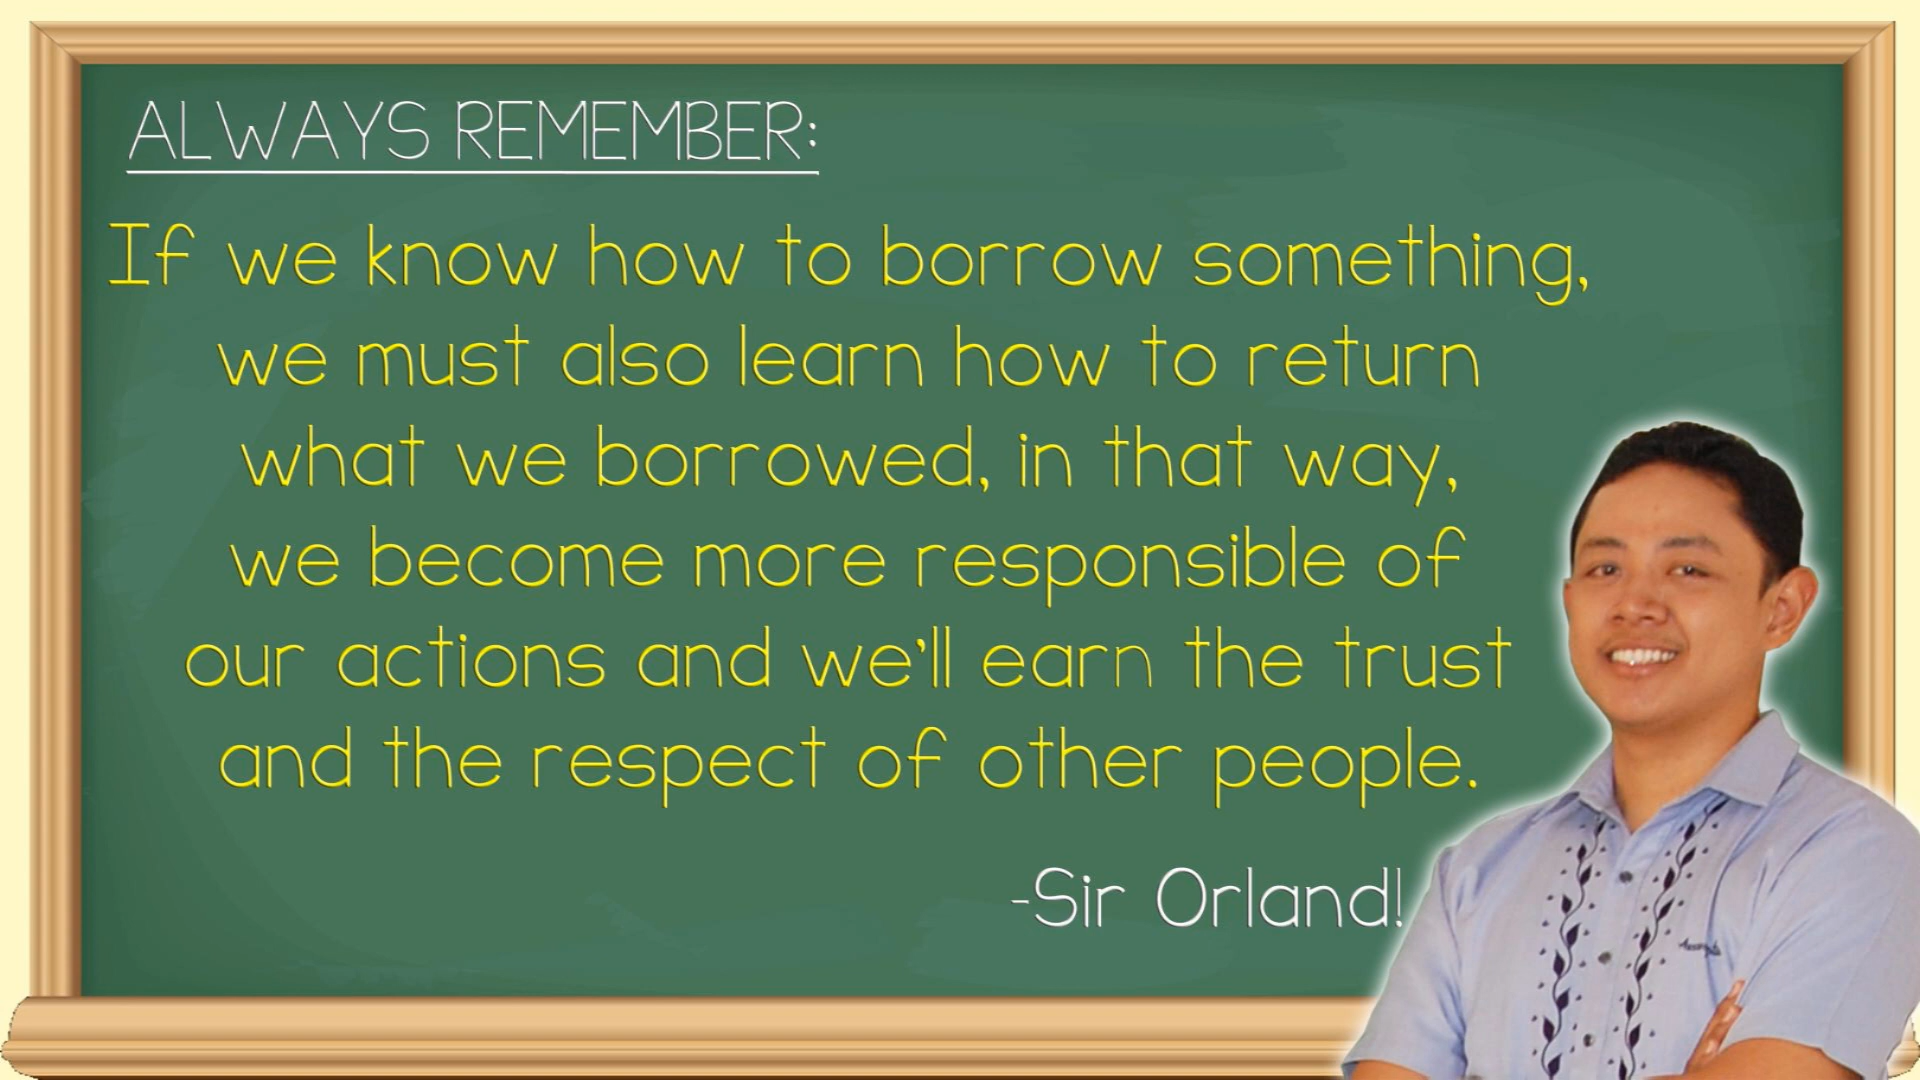 ALWAYS REMEMBER:
If we know how to borrow something,
we must also learn how to return
what we borrowed, in that way,
we become more responsible of
our actions and we'll earn the trust
and the respect of other people.
-Sir Orland!